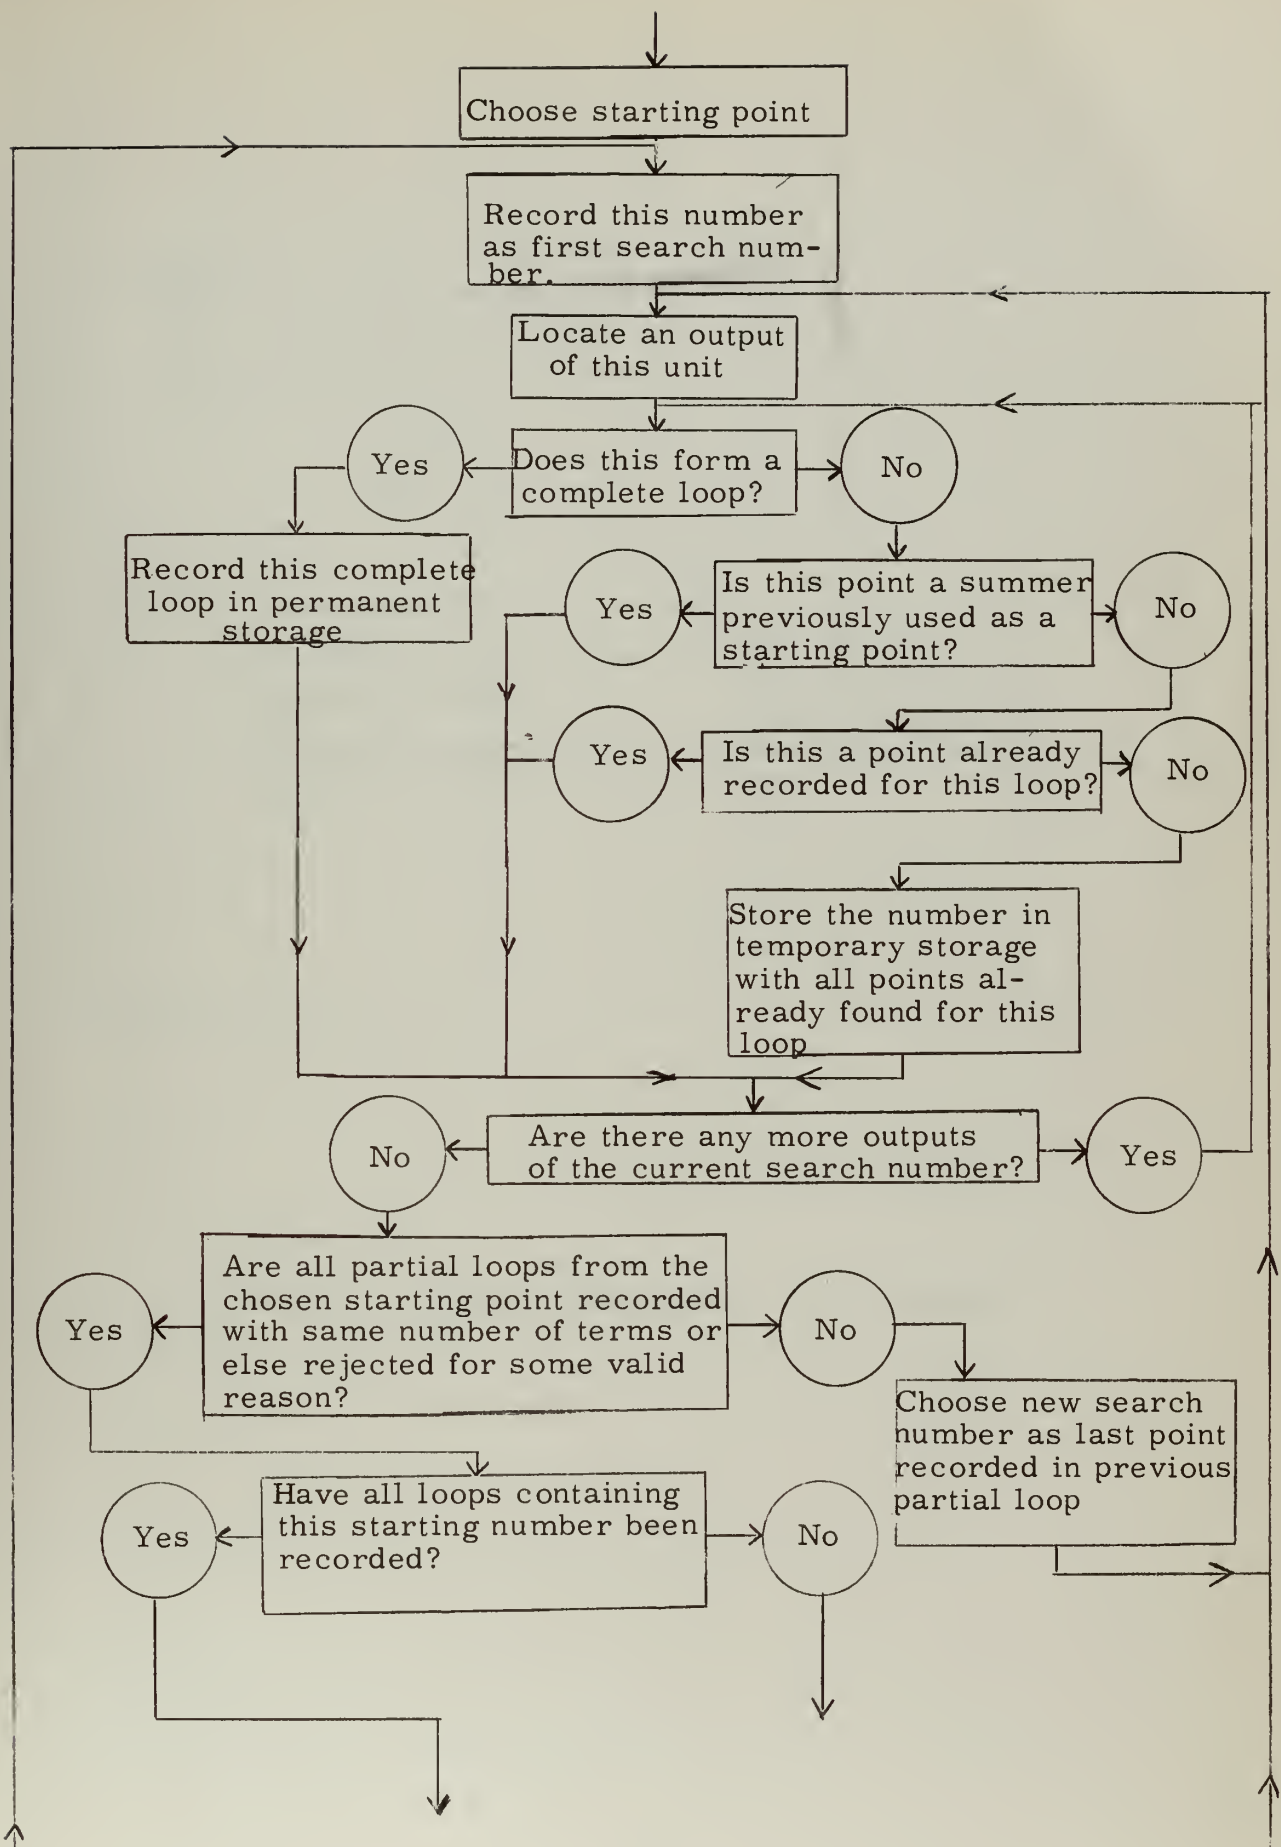 Choose starting point
Record this number
as first search num-
ber.
Locate an output
of this unit
Yes
Does this form a
complete loop?
No
Record this complete
loop in permanent
storage
Yes
Is this point a summer
previously used as a
starting point?
No
Yes
Is this a point already
recorded for this loop?
No
Store the number in
temporary storage
with all points al-
ready found for this
loop
No
Are there any more outputs
of the current search number?
Yes
Yes
Are all partial loops from the
chosen starting point recorded
with same number of terms or
else rejected for some valid
reason?
No
Choose new search
number as last point
recorded in previous
partial loop
Yes
Have all loops containing
this starting number been
recorded?
No